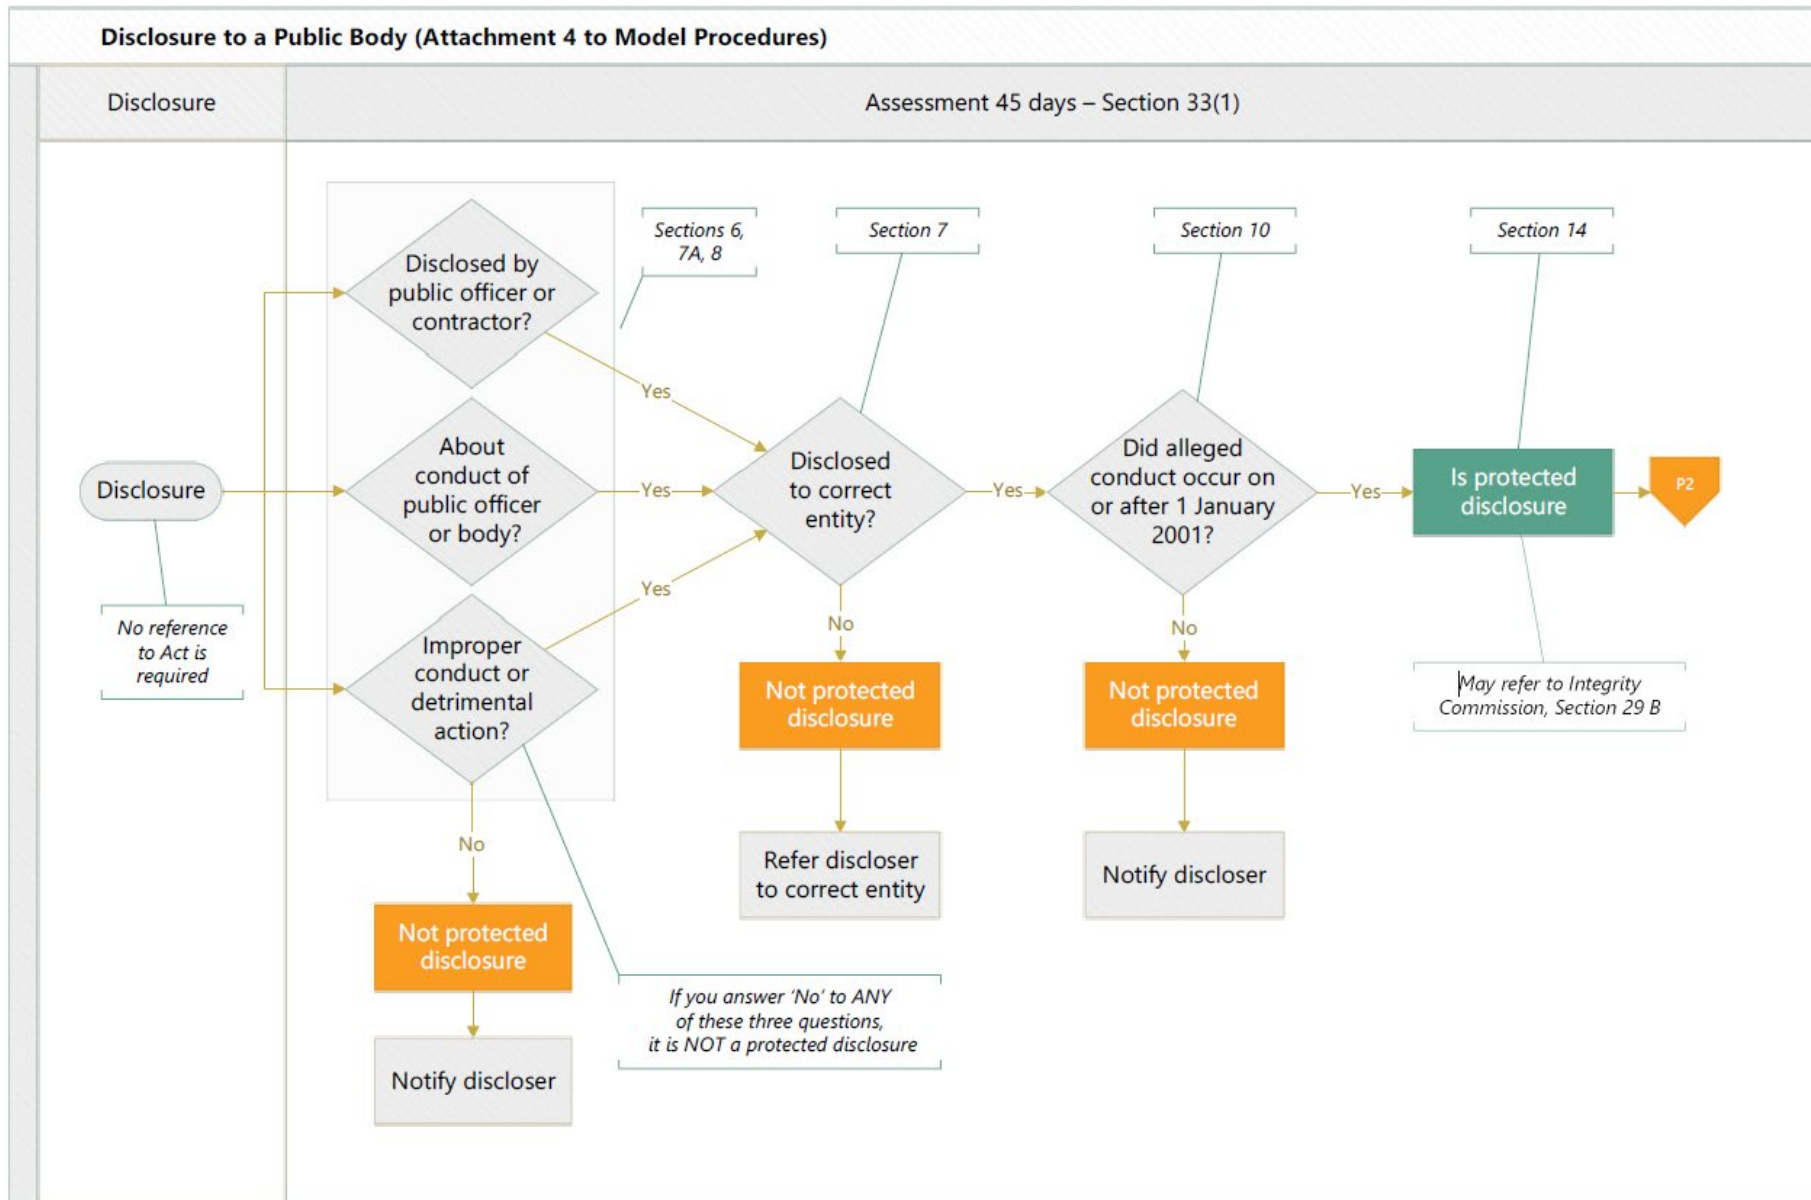 Disclosure to a Public Body (Attachment 4 to Model Procedures)
Disclosure
Assessment 45 days – Section 33(1)
Disclosed by
public officer or
contractor?
Sections 6,
7A, 8
Section 7
Section 10
Section 14
Yes
About
conduct of
public officer
or body?
Disclosure
Yes
Disclosed
to correct
entity?
Yes
Did alleged
conduct occur on
or after 1 January
2001?
Yes
Is protected
disclosure
P2
No reference
to Act is
required
Improper
conduct or
detrimental
action?
Yes
No
No
Not protected
disclosure
Not protected
disclosure
May refer to Integrity
Commission, Section 29 B
No
Refer discloser
to correct entity
Notify discloser
Not protected
disclosure
If you answer ‘No’ to ANY
of these three questions,
it is NOT a protected disclosure
Notify discloser